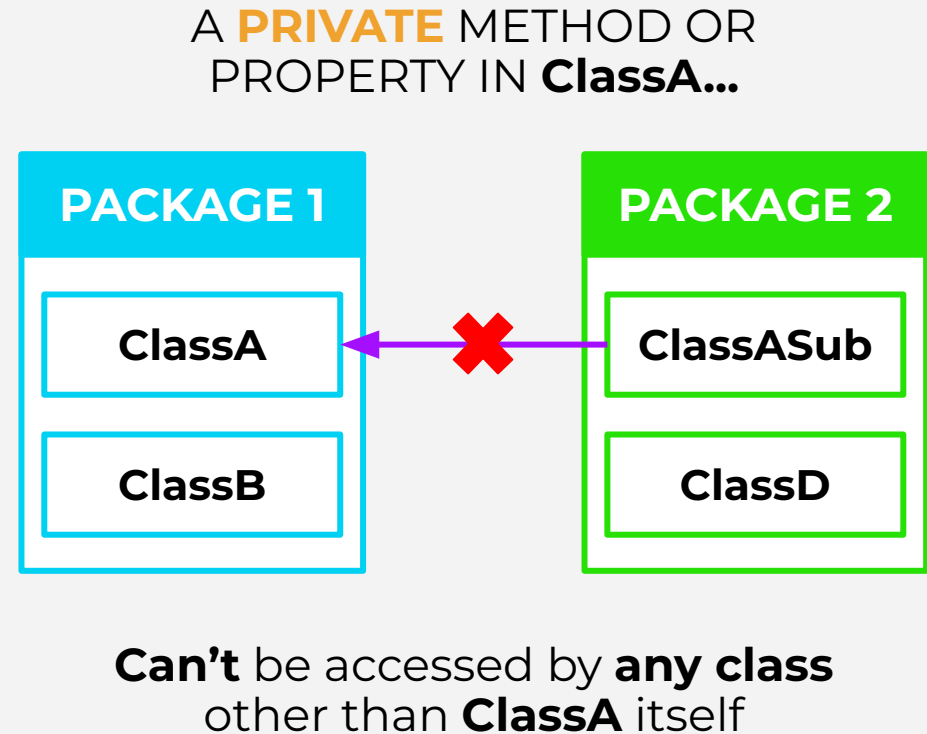 A PRIVATE METHOD OR
PROPERTY IN ClassA...
PACKAGE 1
PACKAGE 2
ClassA
ClassASub
ClassB
ClassD
Can't be accessed by any class
other than ClassA itself